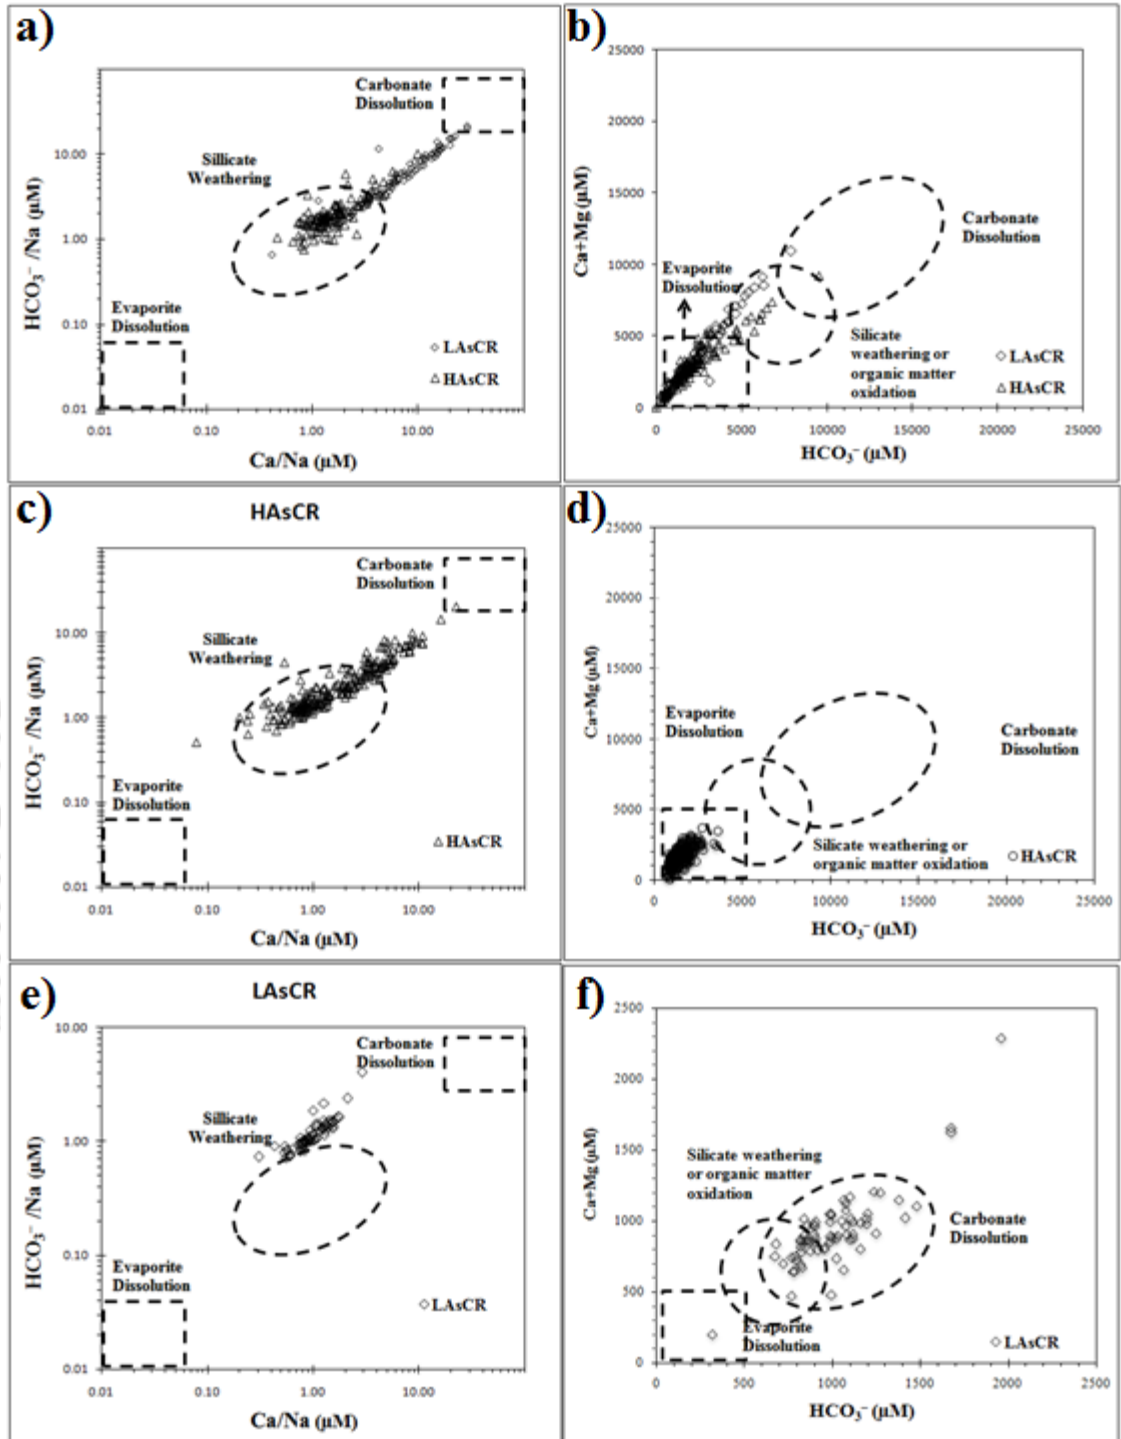 a)
Carbonate
Dissolution
Sillicate
Weathering
Evaporite
Dissolution
LAsCR
HAsCR
10.00
1.00
0.10
0.01
0.01
0.10
1.00
10.00
HCO₃⁻ /Na (µM)
Ca/Na (µM)
b)
25000
20000
15000
10000
5000
0
0
5000
10000
15000
20000
25000
Ca+Mg (µM)
HCO₃⁻ (µM)
Carbonate
Dissolution
Evaporite
Dissolution
Silicate
weathering or
organic matter
oxidation
LAsCR
HAsCR
c)
HAsCR
Carbonate
Dissolution
Sillicate
Weathering
Evaporite
Dissolution
HAsCR
10.00
1.00
0.10
0.01
0.01
0.10
1.00
10.00
HCO₃⁻ /Na (µM)
Ca/Na (µM)
d)
25000
20000
15000
10000
5000
0
0
5000
10000
15000
20000
25000
Ca+Mg (µM)
HCO₃⁻ (µM)
Evaporite
Dissolution
Carbonate
Dissolution
Silicate weathering or
organic matter oxidation
HAsCR
e)
LAsCR
Carbonate
Dissolution
Sillicate
Weathering
Evaporite
Dissolution
LAsCR
10.00
1.00
0.10
0.01
0.01
0.10
1.00
10.00
HCO₃⁻ /Na (µM)
Ca/Na (µM)
f)
2500
2000
1500
1000
500
0
0
500
1000
1500
2000
2500
Ca+Mg (µM)
HCO₃⁻ (µM)
Silicate weathering
or organic matter
oxidation
Carbonate
Dissolution
Evaporite
Dissolution
LAsCR